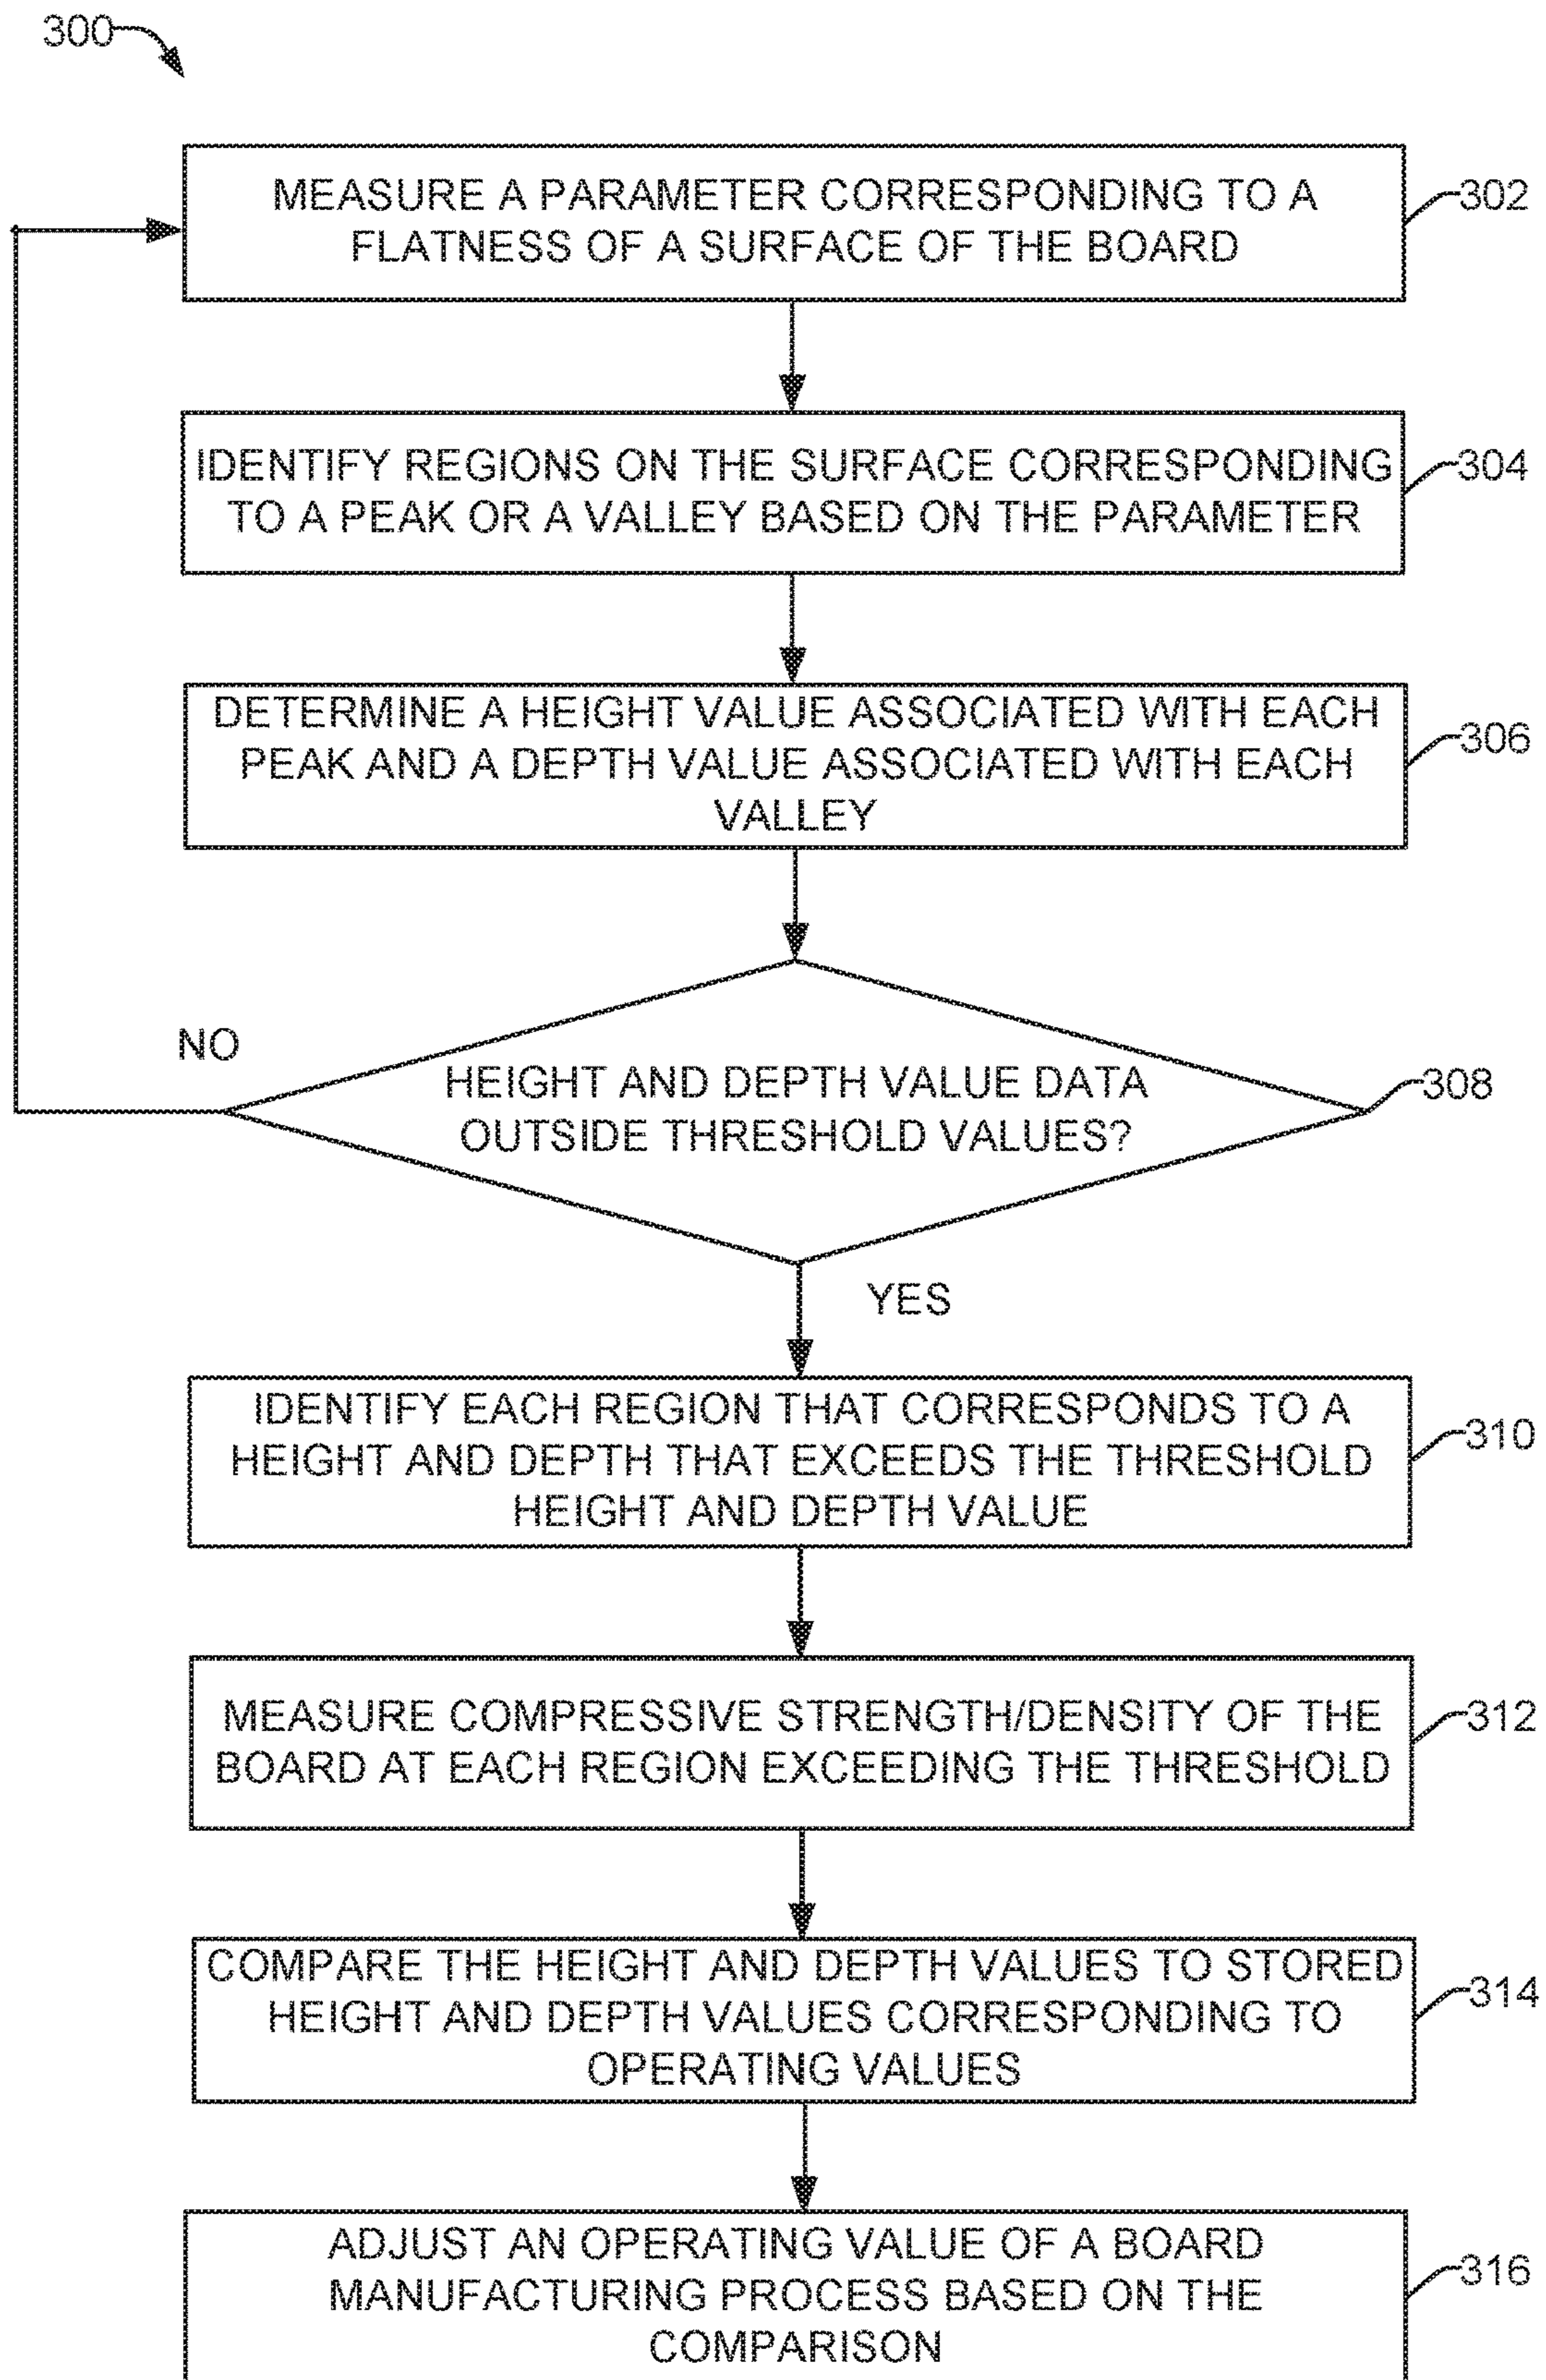 300
MEASURE A PARAMETER CORRESPONDING TO A
FLATNESS OF A SURFACE OF THE BOARD
302
IDENTIFY REGIONS ON THE SURFACE CORRESPONDING
TO A PEAK OR A VALLEY BASED ON THE PARAMETER
304
DETERMINE A HEIGHT VALUE ASSOCIATED WITH EACH
PEAK AND A DEPTH VALUE ASSOCIATED WITH EACH
VALLEY
306
NO
HEIGHT AND DEPTH VALUE DATA
OUTSIDE THRESHOLD VALUES?
308
YES
IDENTIFY EACH REGION THAT CORRESPONDS TO A
HEIGHT AND DEPTH THAT EXCEEDS THE THRESHOLD
HEIGHT AND DEPTH VALUE
310
MEASURE COMPRESSIVE STRENGTH/DENSITY OF THE
BOARD AT EACH REGION EXCEEDING THE THRESHOLD
312
COMPARE THE HEIGHT AND DEPTH VALUES TO STORED
HEIGHT AND DEPTH VALUES CORRESPONDING TO
OPERATING VALUES
314
ADJUST AN OPERATING VALUE OF A BOARD
MANUFACTURING PROCESS BASED ON THE
COMPARISON
316